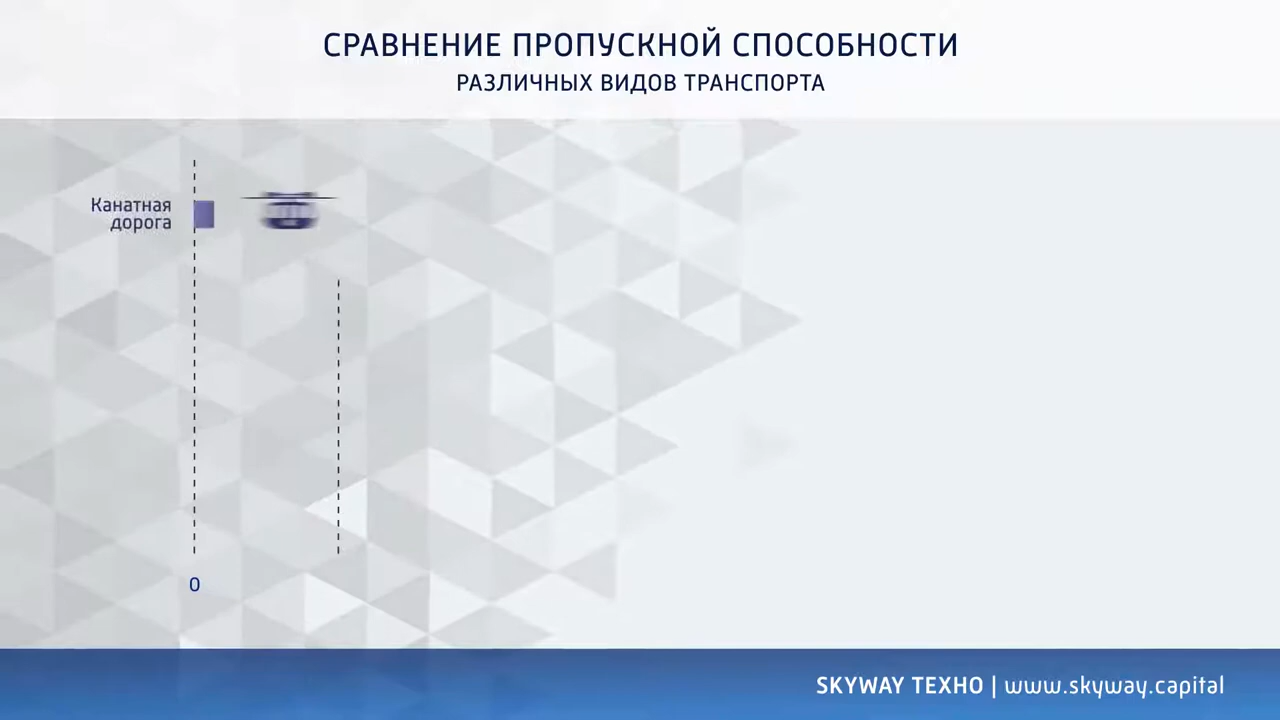 СРАВНЕНИЕ ПРОПУСКНОЙ СПОСОБНОСТИ
РАЗЛИЧНЫХ ВИДОВ ТРАНСПОРТА
Канатная
дорога
0
SKYWAY ТЕХНО | www.skyway.capital